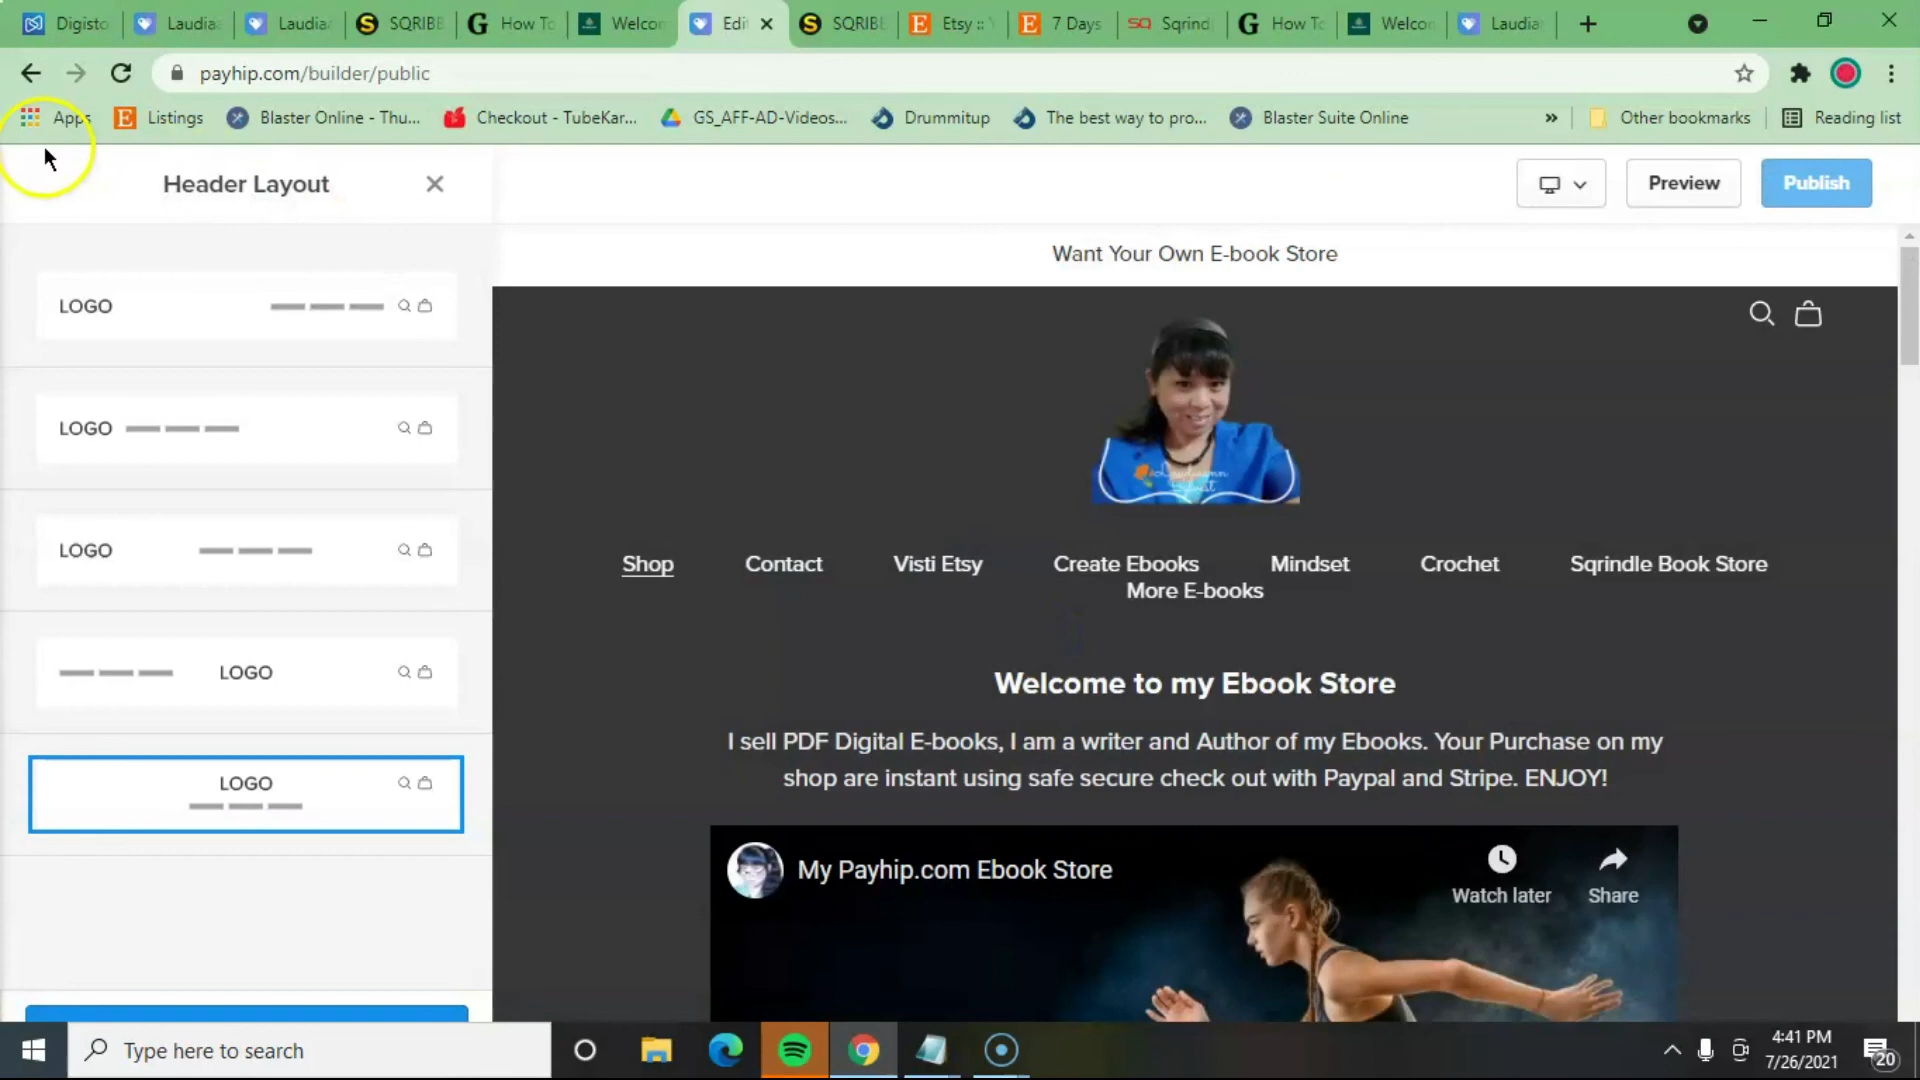 Digisto
Laudia
Laudia
SQRIBE
How To
Welcom
Edi
SQRIBE
Etsy ::
7 Days
Sqrind
How To
Welcom
Laudia
payhip.com/builder/public
Apps
Listings
Blaster Online - Thu...
Checkout - TubeKar...
GS_AFF-AD-Videos...
Drummitup
The best way to pro...
Blaster Suite Online
Other bookmarks
Reading list
Header Layout
Preview
Publish
Want Your Own E-book Store
LOGO
LOGO
LOGO
LOGO
LOGO
Shop Contact Visti Etsy Create Ebooks Mindset Crochet Sqrindle Book Store
More E-books
Welcome to my Ebook Store
I sell PDF Digital E-books, I am a writer and Author of my Ebooks. Your Purchase on my
shop are instant using safe secure check out with Paypal and Stripe. ENJOY!
My Payhip.com Ebook Store
Watch later
Share
Type here to search
4:41 PM
7/26/2021
20